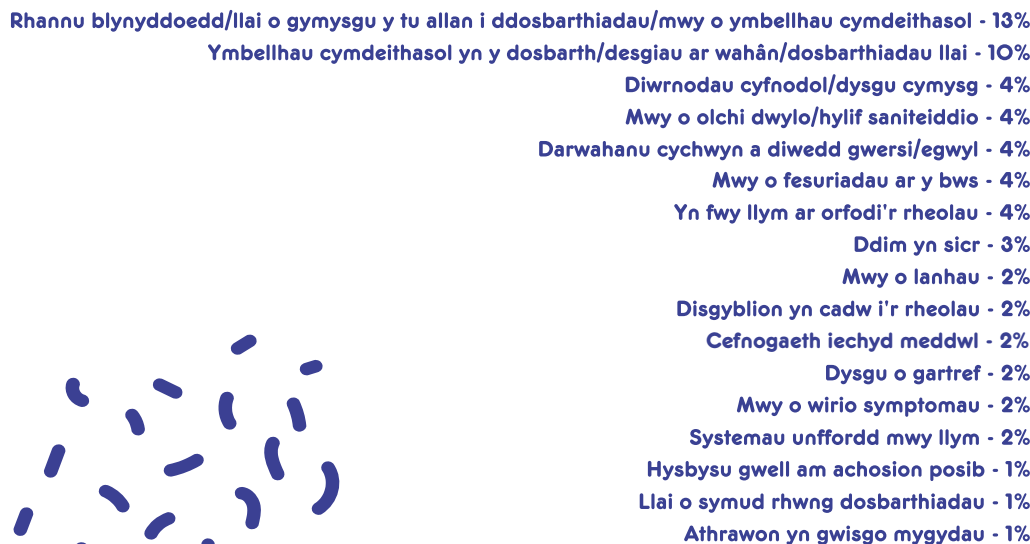 Rhannu blynyddoedd/llai o gymysgu y tu allan i ddosbarthiadau/mwy o ymbellhau cymdeithasol - 13%
Ymbellhau cymdeithasol yn y dosbarth/desgiau ar wahân/dosbarthiadau llai - 10%
Diwrnodau cyfnodol/dysgu cymysg - 4%
Mwy o olchi dwylo/hylif saniteiddio - 4%
Darwahanu cychwyn a diwedd gwersi/egwyl - 4%
Mwy o fesuriadau ar y bws - 4%
Yn fwy llym ar orfodi'r rheolau - 4%
Ddim yn sicr - 3%
Mwy o lanhau - 2%
Disgyblion yn cadw i'r rheolau - 2%
Cefnogaeth iechyd meddwl - 2%
Dysgu o gartref - 2%
Mwy o wirio symptomau - 2%
Systemau unffordd mwy llym - 2%
Hysbysu gwell am achosion posib - 1%
Llai o symud rhwng dosbarthiadau - 1%
Athrawon yn gwisgo mygydau - 1%